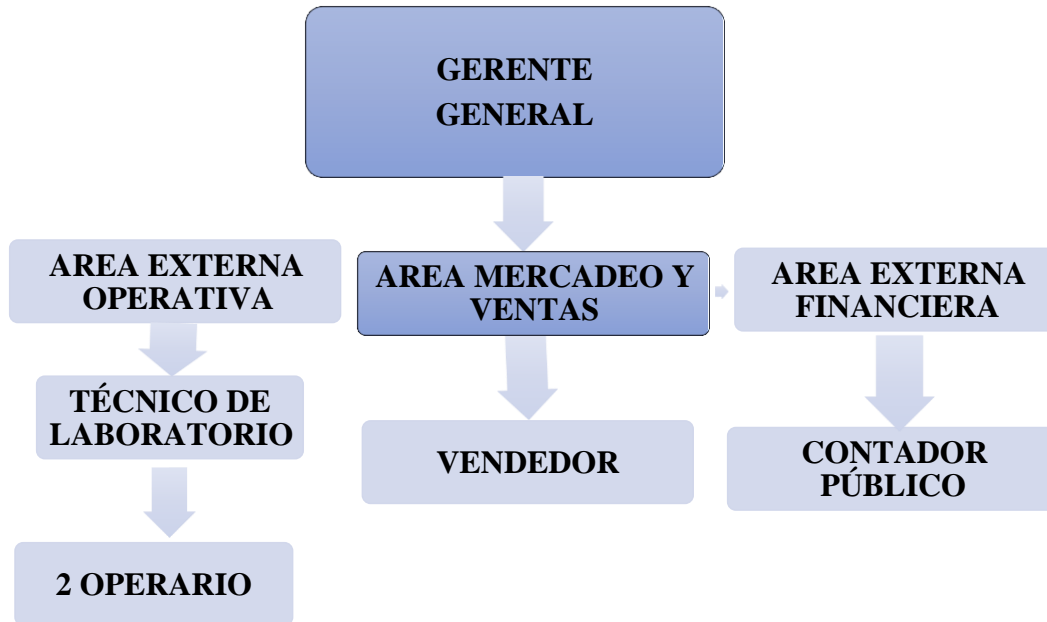 GERENTE
GENERAL
AREA EXTERNA
OPERATIVA
AREA MERCADEO Y
VENTAS
AREA EXTERNA
FINANCIERA
TÉCNICO DE
LABORATORIO
VENDEDOR
CONTADOR
PÚBLICO
2 OPERARIO